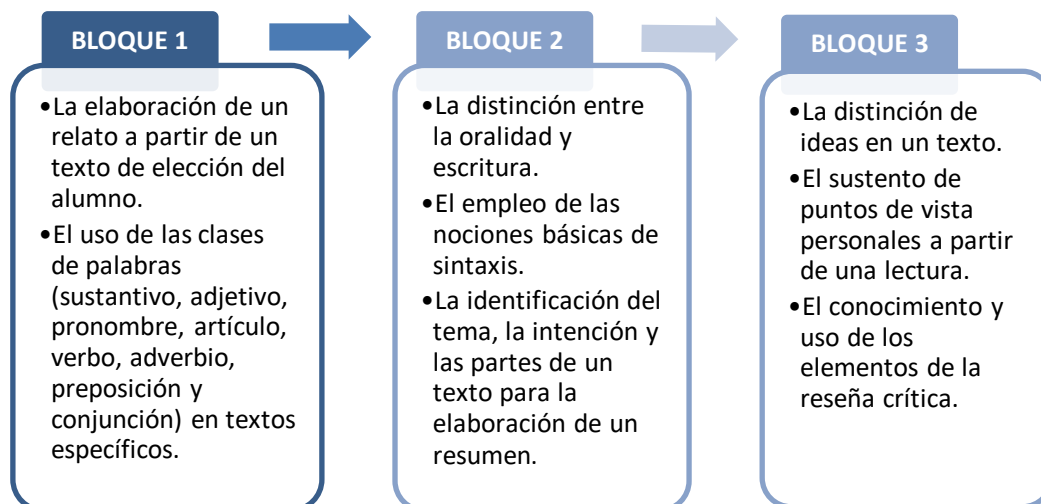 BLOQUE 1
•La elaboración de un
relato a partir de un
texto de elección del
alumno.
•El uso de las clases
de palabras
(sustantivo, adjetivo,
pronombre, artículo,
verbo, adverbio,
preposición y
conjunción) en textos
específicos.
BLOQUE 2
•La distinción entre
la oralidad y
escritura.
•El empleo de las
nociones básicas de
sintaxis.
•La identificación del
tema, la intención y
las partes de un
texto para la
elaboración de un
resumen.
BLOQUE 3
•La distinción de
ideas en un texto.
•El sustento de
puntos de vista
personales a partir
de una lectura.
•El conocimiento y
uso de los
elementos de la
reseña crítica.